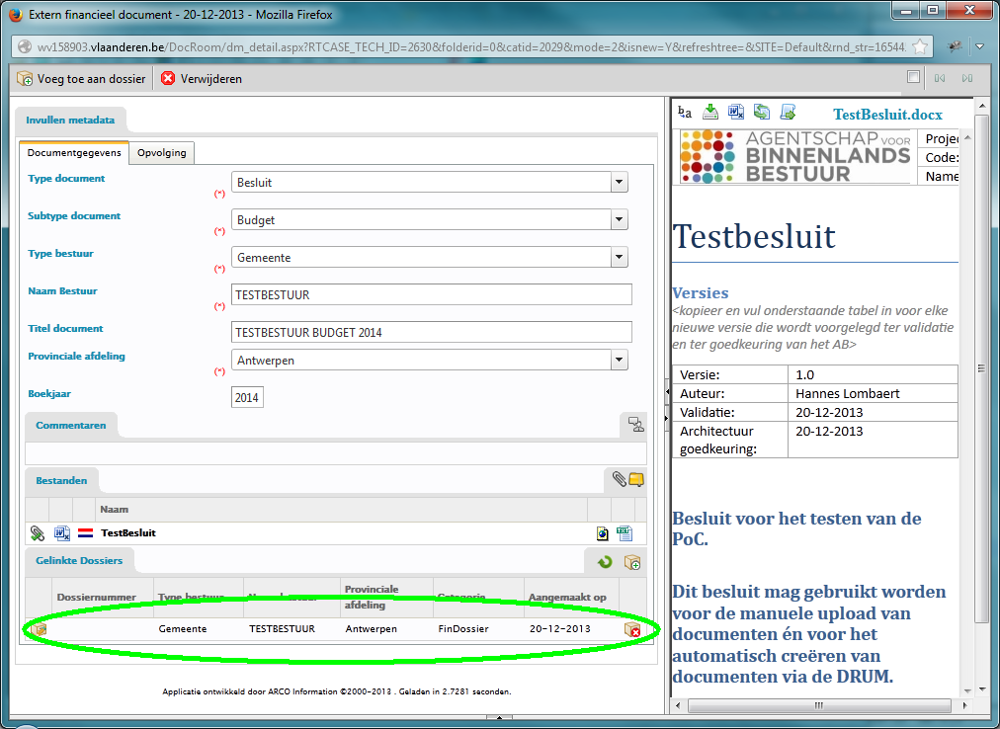 Extern financieel document - 20-12-2013 - Mozilla Firefox
wv158903.vlaanderen.be/DocRoom/dm_detail.aspx?RTCASE_TECH_ID=2630&folderid=0&catid=2029&mode=2&isnew=Y&refreshtree=&SITE=Default&rnd_str=16544
Voeg toe aan dossier
Verwijderen
Invullen metadata
Documentgegevens
Opvolging
Type document
(*)
Besluit
Subtype document
(*)
Budget
Type bestuur
(*)
Gemeente
Naam Bestuur
(*)
TESTBESTUUR
Titel document
TESTBESTUUR BUDGET 2014
Provinciale afdeling
(*)
Antwerpen
Boekjaar
2014
Commentaren
Bestanden
Naam
TestBesluit
TXT
Gelinkte Dossiers
Dossiernummer
Type bestuur
Provinciale
afdeling
Categorie
Aangemaakt op
Gemeente
TESTBESTUUR
Antwerpen
FinDossier
20-12-2013
Applicatie ontwikkeld door ARCO Information ©2000-2013 . Geladen in 2.7281 seconden.
TestBesluit.docx
AGENTSCHAP VOOR
BINNENLANDS
BESTUUR
Projec
Code:
Name
Testbesluit
Versies
<kopieer en vul onderstaande tabel in voor elke
nieuwe versie die wordt voorgelegd ter validatie
en ter goedkeuring van het AB>
Versie: 1.0
Auteur: Hannes Lombaert
Validatie: 20-12-2013
Architectuur 20-12-2013
goedkeuring:
Besluit voor het testen van de
PoC.
Dit besluit mag gebruikt worden
voor de manuele upload van
documenten én voor het
automatisch creëren van
documenten via de DRUM.